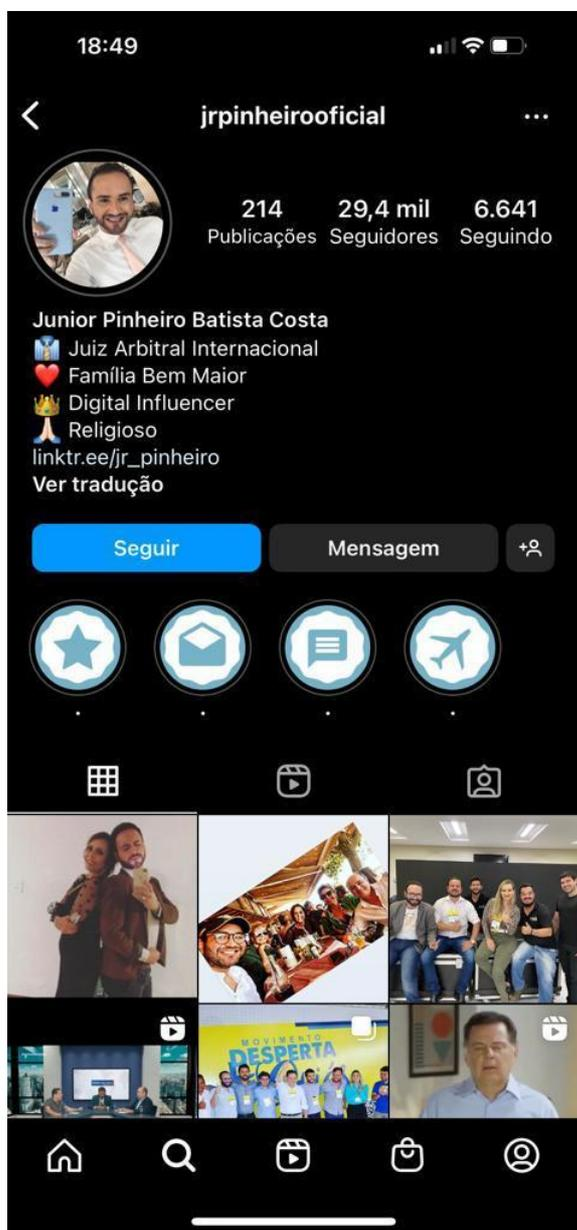 18:49
jrpinheirooficial
214 29,4 mil 6.641
Publicações Seguidores Seguindo
Junior Pinheiro Batista Costa
Juiz Arbitral Internacional
Família Bem Maior
Digital Influencer
Religioso
linktr.ee/jr_pinheiro
Ver tradução
Seguir Mensagem
MOVIMENTO
DESPERTA